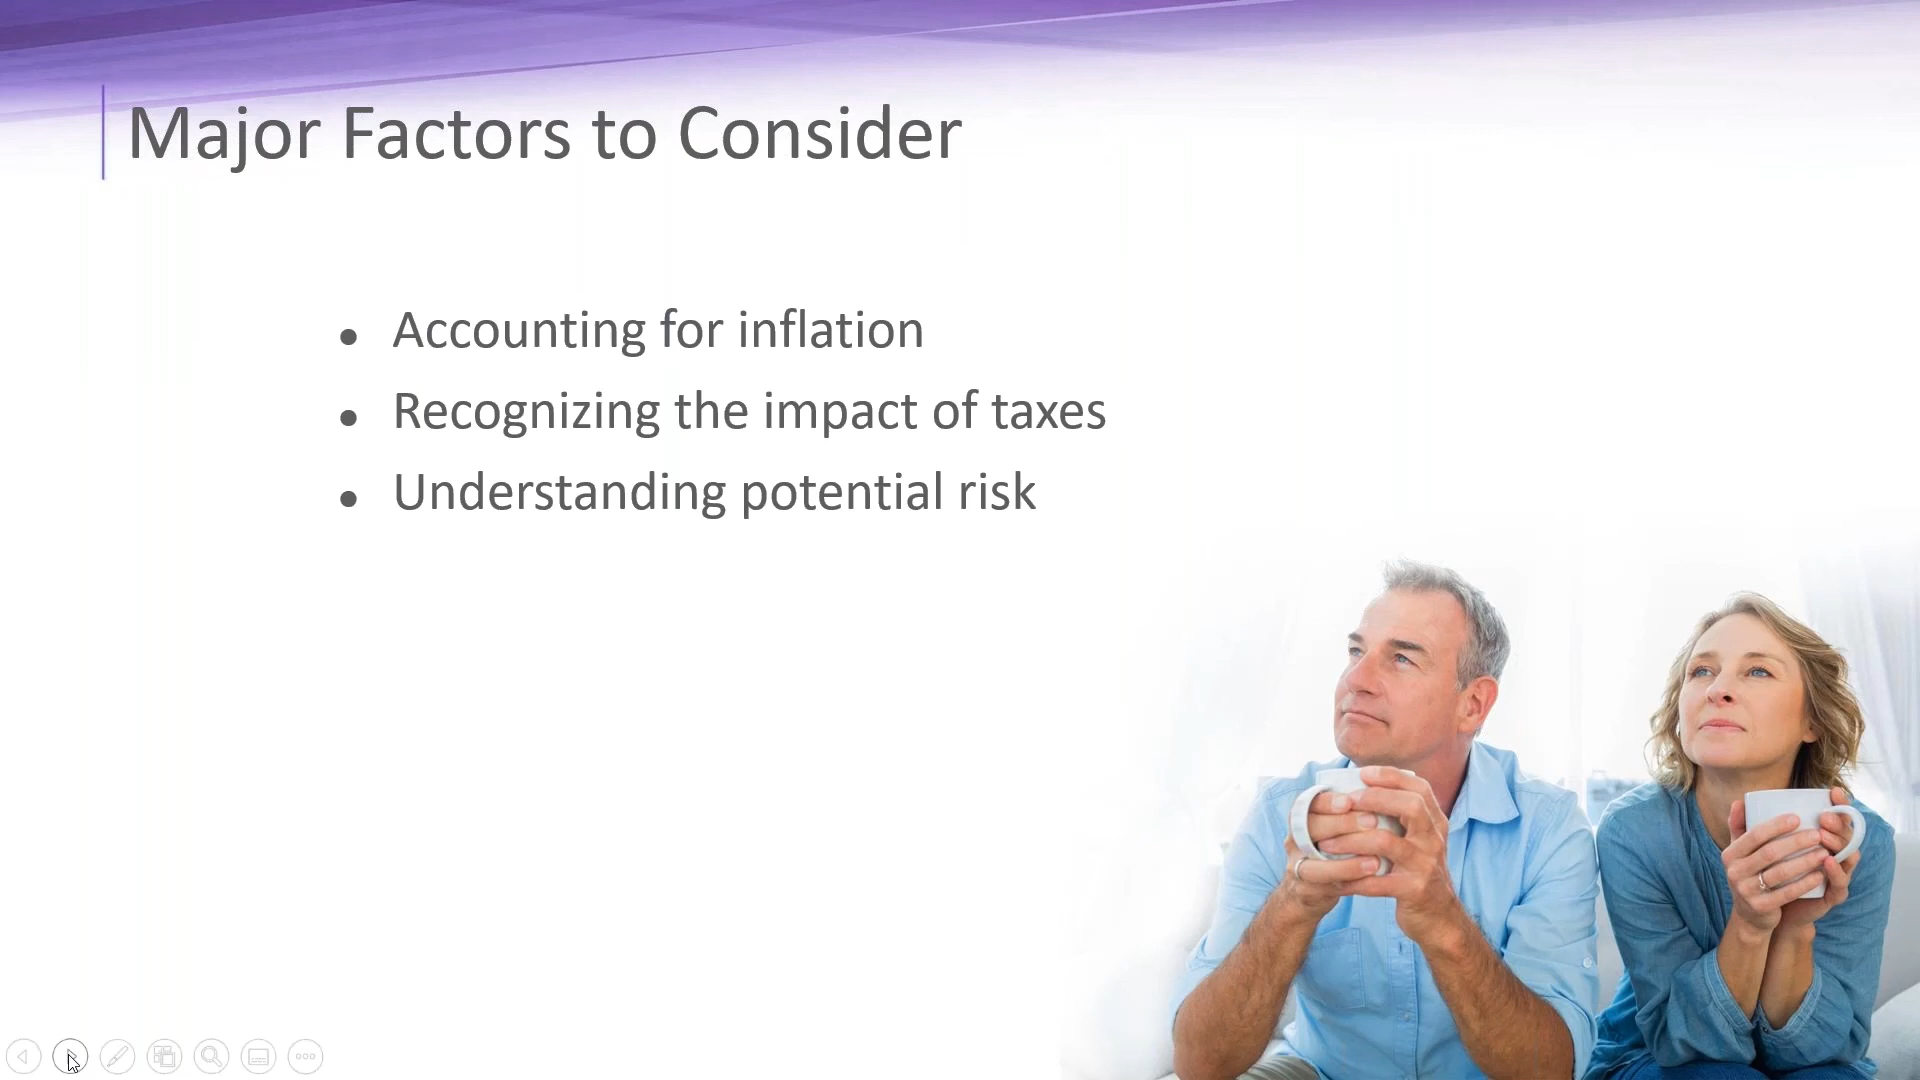 Major Factors to Consider
Accounting for inflation
Recognizing the impact of taxes
Understanding potential risk